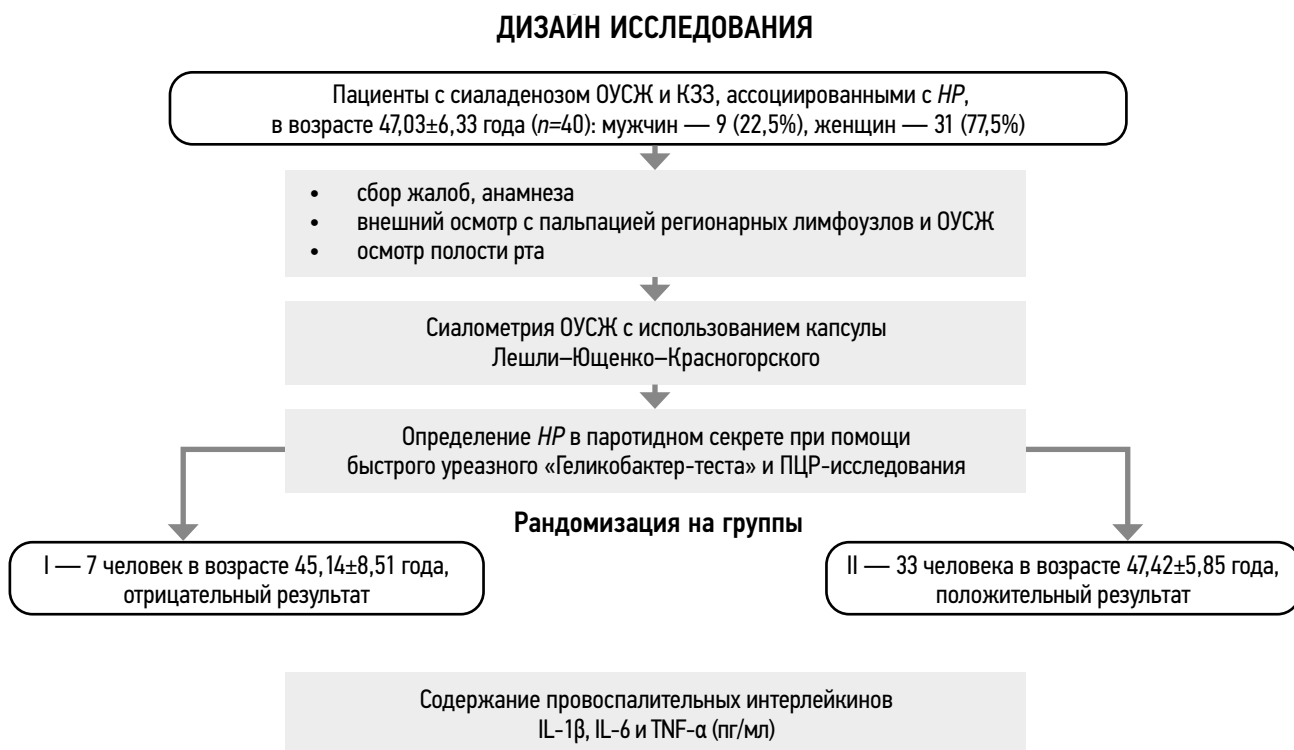 ДИЗАЙН ИССЛЕДОВАНИЯ
Пациенты с сиаладенозом ОУСЖ и КЗЗ, ассоциированными с HP,
в возрасте 47,03±6,33 года (n=40): мужчин — 9 (22,5%), женщин — 31 (77,5%)
• сбор жалоб, анамнеза
• внешний осмотр с пальпацией регионарных лимфоузлов и ОУСЖ
• осмотр полости рта
Сиалометрия ОУСЖ с использованием капсулы
Лешли–Ющенко–Красногорского
Определение HP в паротидном секрете при помощи
быстрого уреазного «Геликобактер-теста» и ПЦР-исследования
Рандомизация на группы
I — 7 человек в возрасте 45,14±8,51 года,
отрицательный результат
II — 33 человека в возрасте 47,42±5,85 года,
положительный результат
Содержание провоспалительных интерлейкинов
IL-1β, IL-6 и TNF-α (пг/мл)